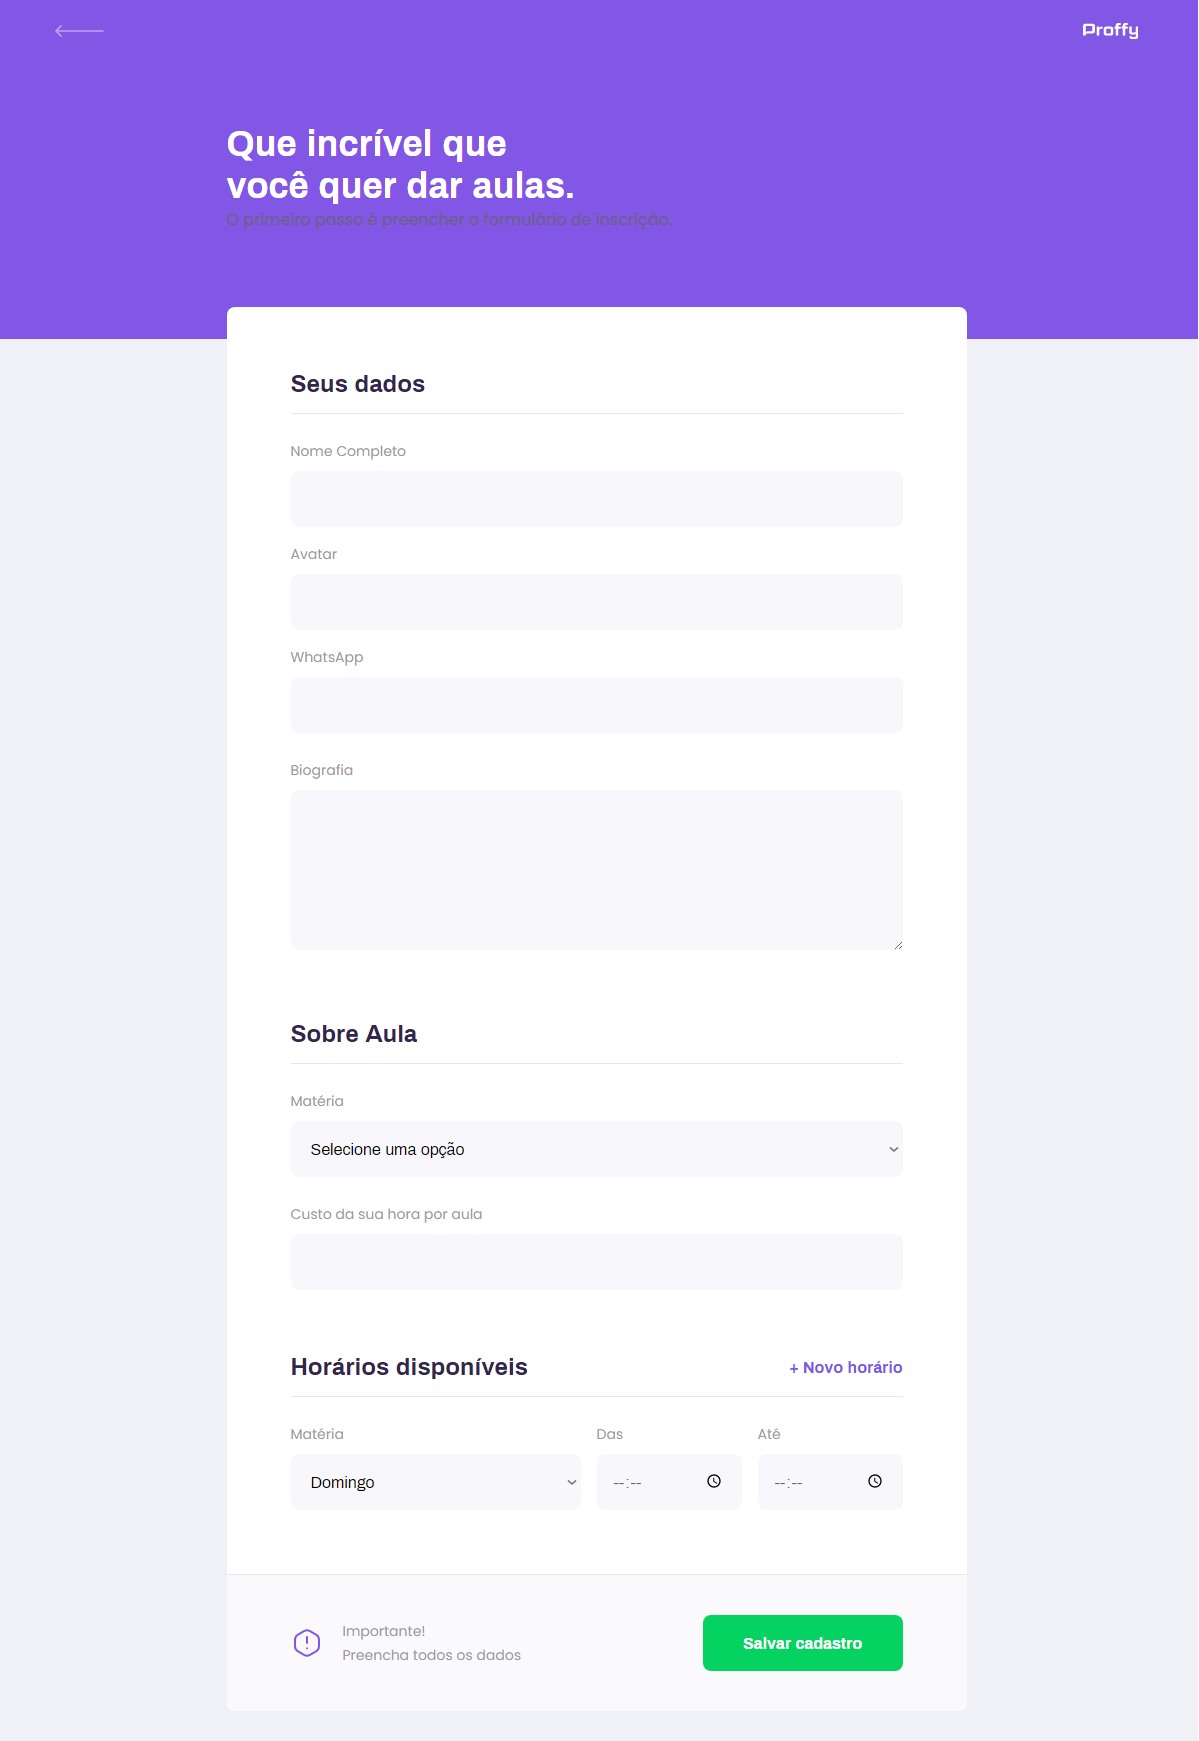 Proffy
Que incrível que
você quer dar aulas.
O primeiro passo é preencher o formulário de inscrição.
Seus dados
Nome Completo
Avatar
WhatsApp
Biografia
Sobre Aula
Matéria
Selecione uma opção
Custo da sua hora por aula
Horários disponíveis
+ Novo horário
Matéria
Das
Até
Domingo
--:--
--:--
Importante!
Preencha todos os dados
Salvar cadastro